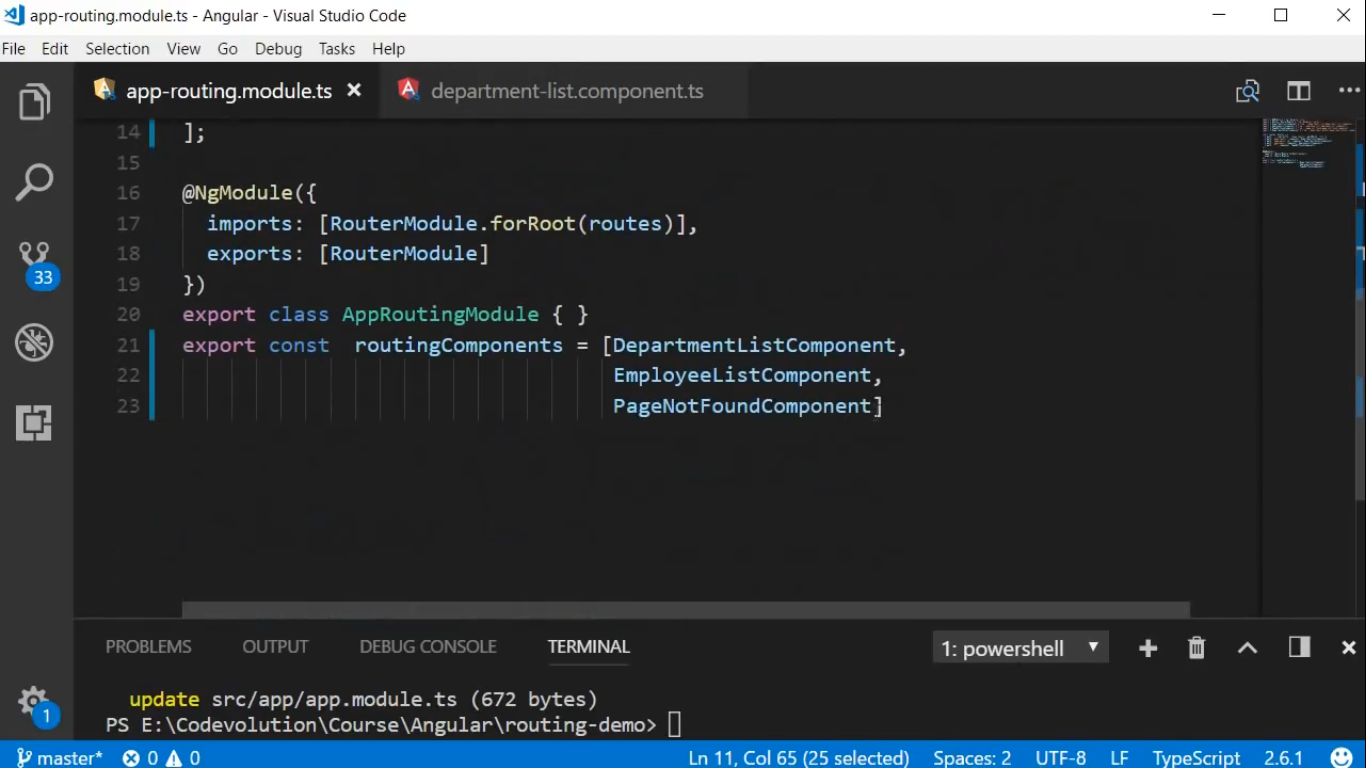 app-routing.module.ts - Angular - Visual Studio Code
File Edit Selection View Go Debug Tasks Help
app-routing.module.ts department-list.component.ts
14 ];
15
16 @NgModule({
17 imports: [RouterModule.forRoot(routes)],
18 exports: [RouterModule]
19 })
20 export class AppRoutingModule { }
21 export const routingComponents = [DepartmentListComponent,
22 EmployeeListComponent,
23 PageNotFoundComponent]
33
PROBLEMS OUTPUT DEBUG CONSOLE TERMINAL 1: powershell
update src/app/app.module.ts (672 bytes)
PS E:\Codevolution\Course\Angular\routing-demo>
1
master* 0 0 Ln 11, Col 65 (25 selected) Spaces: 2 UTF-8 LF TypeScript 2.6.1